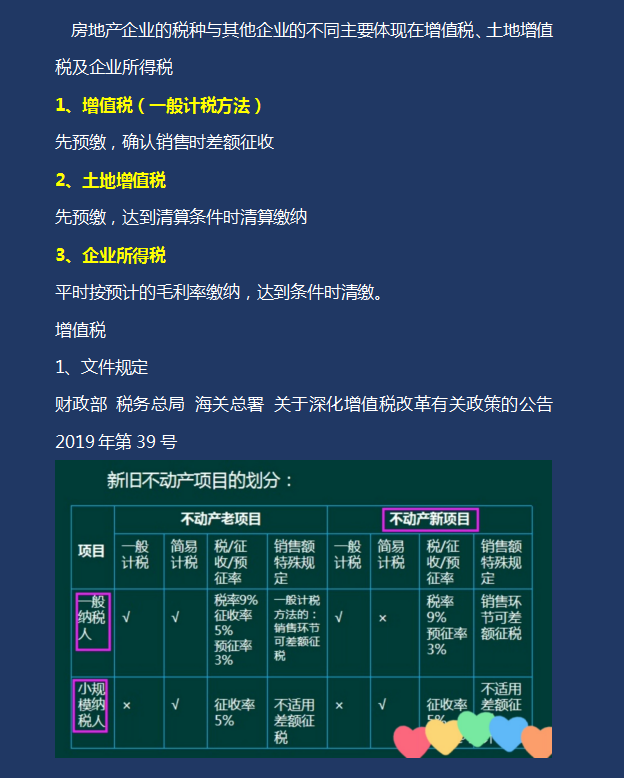 房地产企业的税种与其他企业的不同主要体现在增值税、土地增值
税及企业所得税
1、增值税（一般计税方法）
先预缴，确认销售时差额征收
2、土地增值税
先预缴，达到清算条件时清算缴纳
3、企业所得税
平时按预计的毛利率缴纳，达到条件时清缴。
增值税
1、文件规定
财政部 税务总局 海关总署 关于深化增值税改革有关政策的公告
2019年第39号
新旧不动产项目的划分：
项目
不动产老项目
不动产新项目
一般
计税
简易
计税
税/征
收/预
征率
销售额
特殊规
定
一般
计税
简易
计税
税/征
收/预
征率
销售额
特殊规
定
一般
纳税
人
√
√
税率9%
征收率
5%
预征率
3%
一般计税
方法的：
销售环节
可差额征
税
√
×
税率
9%
预征率
3%
销售环
节可差
额征税
小规
模纳
税人
×
√
征收率
5%
不适用
差额征
税
×
√
征收率
不适用
差额征